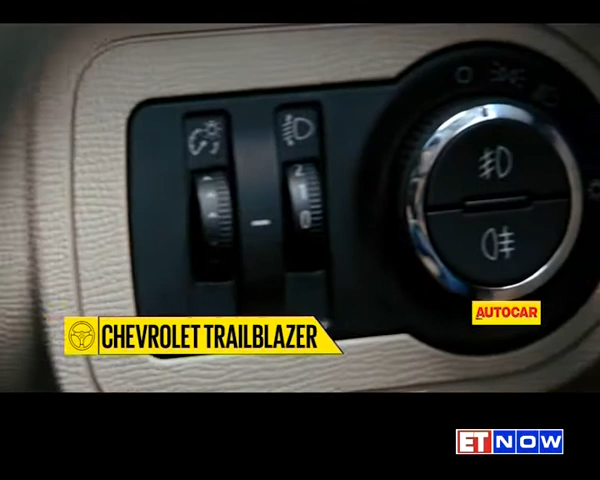 2
1
0
AUTOCAR
CHEVROLET TRAILBLAZER
ET NOW